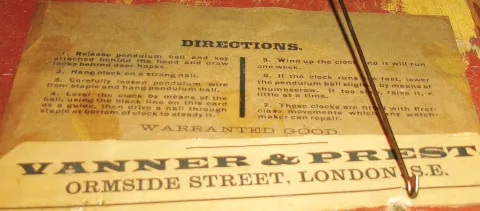 DIRECTIONS.
1. Release pendulum ball and key
attached behind the hood and draw
tacks behind door hooks.
2. Hang clock on a strong nail.
3. Carefully loosen pendulum wire
from staple and hang pendulum ball.
4. Level the clock by means of the
ball, using the black line on this card
as a guide, then drive a nail through
staple at bottom of clock to steady it.
5. Wind up the clock and it will run
one week.
6. If the clock runs too fast, lower
the pendulum ball slightly by means of
thumbscrew. If too slow, raise it, a
little at a time.
7. These clocks are fitted with first-
class movements which any watch-
maker can repair.
WARRANTED GOOD.
VANNER & PREST
ORMSIDE STREET, LONDON, S.E.